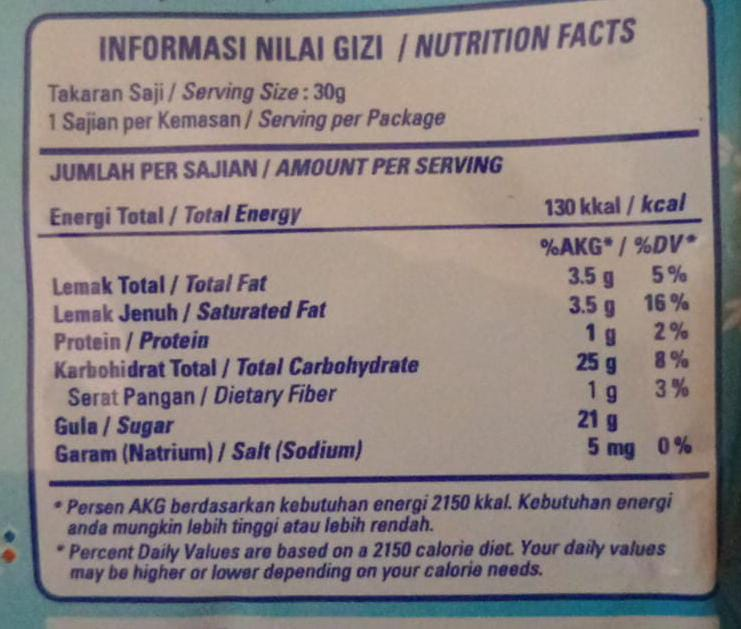 INFORMASI NILAI GIZI / NUTRITION FACTS
Takaran Saji / Serving Size : 30g
1 Sajian per Kemasan / Serving per Package
JUMLAH PER SAJIAN / AMOUNT PER SERVING
Energi Total / Total Energy 130 kkal / kcal
%AKG* / %DV*
Lemak Total / Total Fat 3.5 g 5%
Lemak Jenuh / Saturated Fat 3.5 g 16%
Protein / Protein 1 g 2%
Karbohidrat Total / Total Carbohydrate 25 g 8%
Serat Pangan / Dietary Fiber 1 g 3%
Gula / Sugar 21 g
Garam (Natrium) / Salt (Sodium) 5 mg 0%
* Persen AKG berdasarkan kebutuhan energi 2150 kkal. Kebutuhan energi
anda mungkin lebih tinggi atau lebih rendah.
* Percent Daily Values are based on a 2150 calorie diet. Your daily values
may be higher or lower depending on your calorie needs.